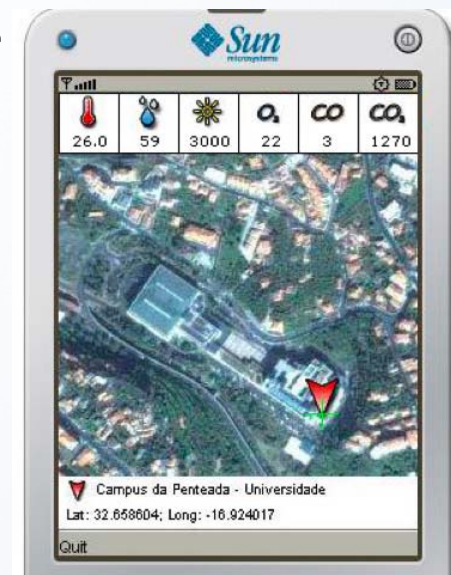 Sun
microsystems
O₂ CO CO₂
26.0 59 3000 22 3 1270
Campus da Penteada - Universidade
Lat: 32.658604; Long: -16.924017
Quit